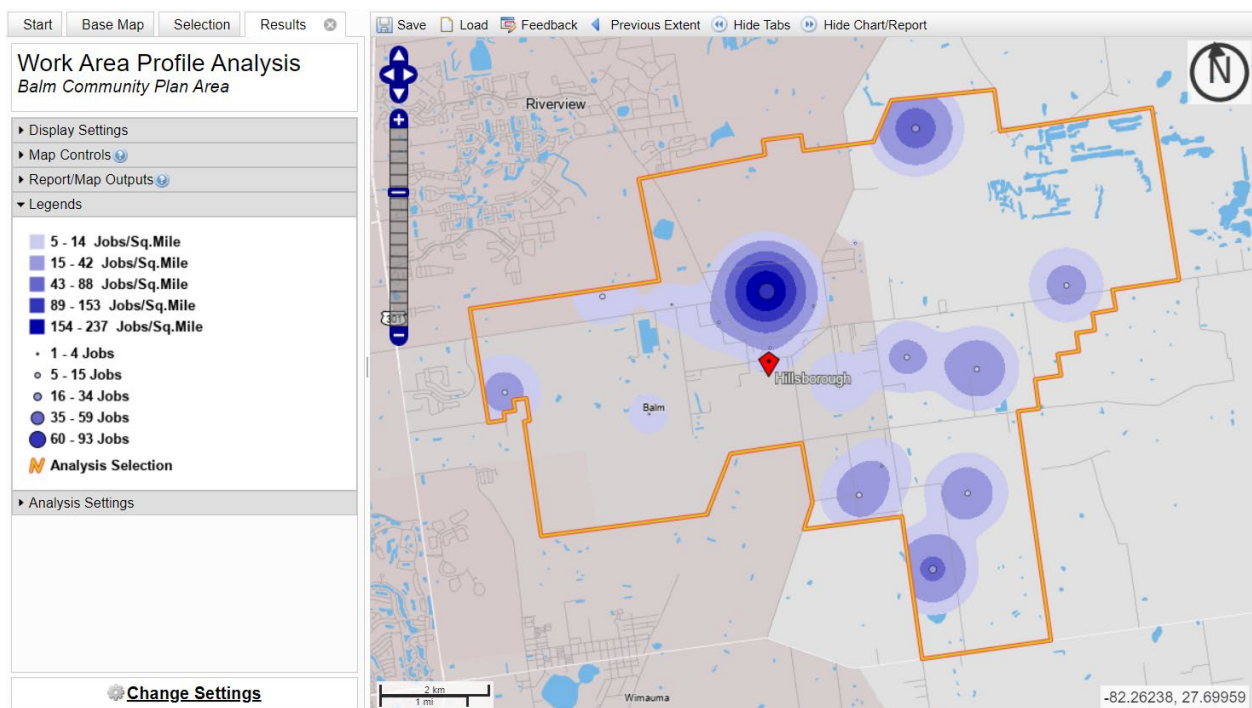 Start Base Map Selection Results
Save Load Feedback Previous Extent Hide Tabs Hide Chart/Report
Work Area Profile Analysis
Balm Community Plan Area
Display Settings
Map Controls
Report/Map Outputs
Legends
5 - 14 Jobs/Sq.Mile
15 - 42 Jobs/Sq.Mile
43 - 88 Jobs/Sq.Mile
89 - 153 Jobs/Sq.Mile
154 - 237 Jobs/Sq.Mile
1 - 4 Jobs
5 - 15 Jobs
16 - 34 Jobs
35 - 59 Jobs
60 - 93 Jobs
Analysis Selection
Analysis Settings
Change Settings
N
Riverview
301
Hillsborough
Balm
Wimauma
2 km
1 mi
-82.26238, 27.69959